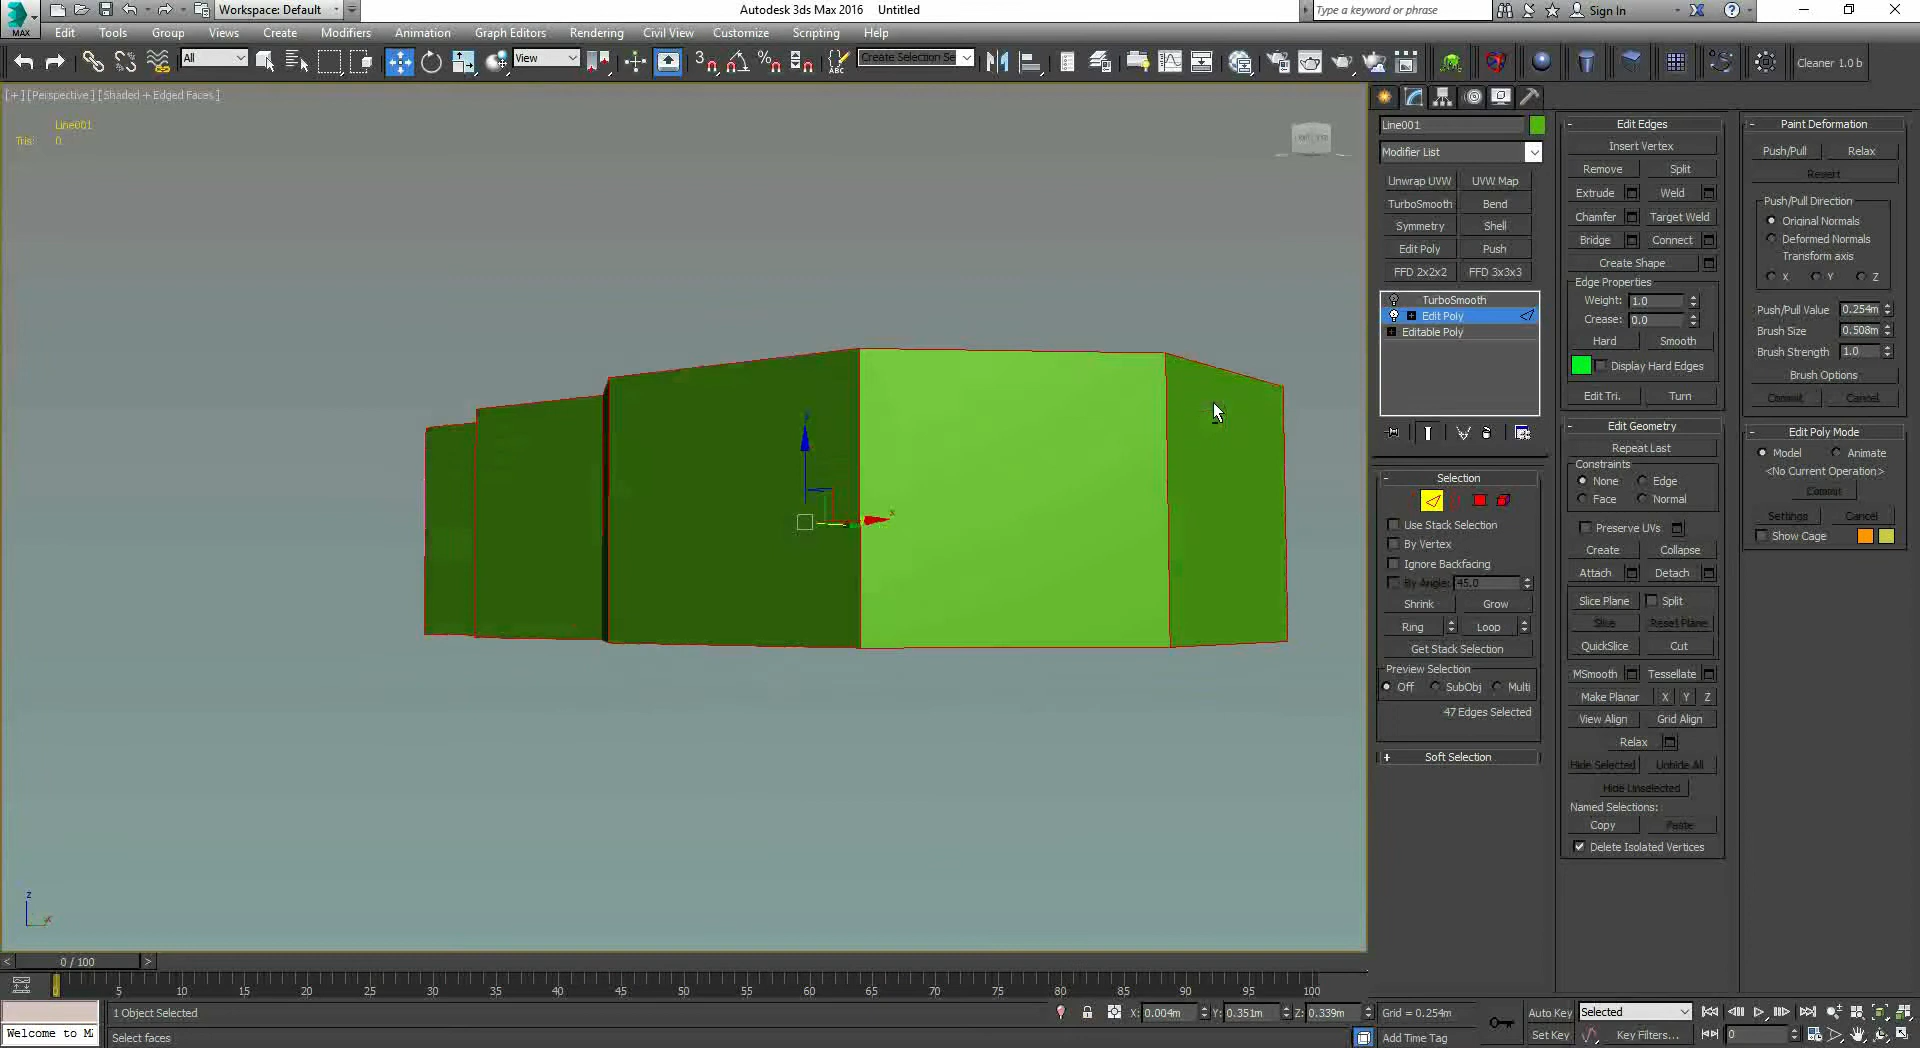 Workspace: Default
Autodesk 3ds Max 2016 Untitled
Type a keyword or phrase
Sign In
MAX
Edit Tools Group Views Create Modifiers Animation Graph Editors Rendering Civil View Customize Scripting Help
All
View
3
ABC
Create Selection Se
Cleaner 1.0 b
[+] [Perspective] [Shaded + Edged Faces]
Line001
Tris: 0
Line001
Modifier List
Unwrap UVW UVW Map
TurboSmooth Bend
Symmetry Shell
Edit Poly Push
FFD 2x2x2 FFD 3x3x3
TurboSmooth
Edit Poly
Editable Poly
Selection
Use Stack Selection
By Vertex
Ignore Backfacing
By Angle: 45.0
Shrink Grow
Ring Loop
Get Stack Selection
Preview Selection
Off SubObj Multi
47 Edges Selected
Soft Selection
Edit Edges
Insert Vertex
Remove Split
Extrude Weld
Chamfer Target Weld
Bridge Connect
Create Shape
Edge Properties
Weight: 1.0
Crease: 0.0
Hard Smooth
Display Hard Edges
Edit Tri. Turn
Edit Geometry
Repeat Last
Constraints
None Edge
Face Normal
Preserve UVs
Create Collapse
Attach Detach
Slice Plane Split
Slice Reset Plane
QuickSlice Cut
MSmooth Tessellate
Make Planar X Y Z
View Align Grid Align
Relax
Hide Selected Unhide All
Hide Unselected
Named Selections:
Copy Paste
Delete Isolated Vertices
Paint Deformation
Push/Pull Relax
Revert
Push/Pull Direction
Original Normals
Deformed Normals
Transform axis
X Y Z
Push/Pull Value 0.254m
Brush Size 0.508m
Brush Strength 1.0
Brush Options
Commit Cancel
Edit Poly Mode
Model Animate
<No Current Operation>
Commit
Settings Cancel
Show Cage
z
x
x
< 0 / 100 >
0 5 10 15 20 25 30 35 40 45 50 55 60 65 70 75 80 85 90 95 100
1 Object Selected
X: 0.004m Y: 0.351m Z: 0.339m Grid = 0.254m
Auto Key Selected
Welcome to M
Select faces
Add Time Tag
Set Key Key Filters... 0